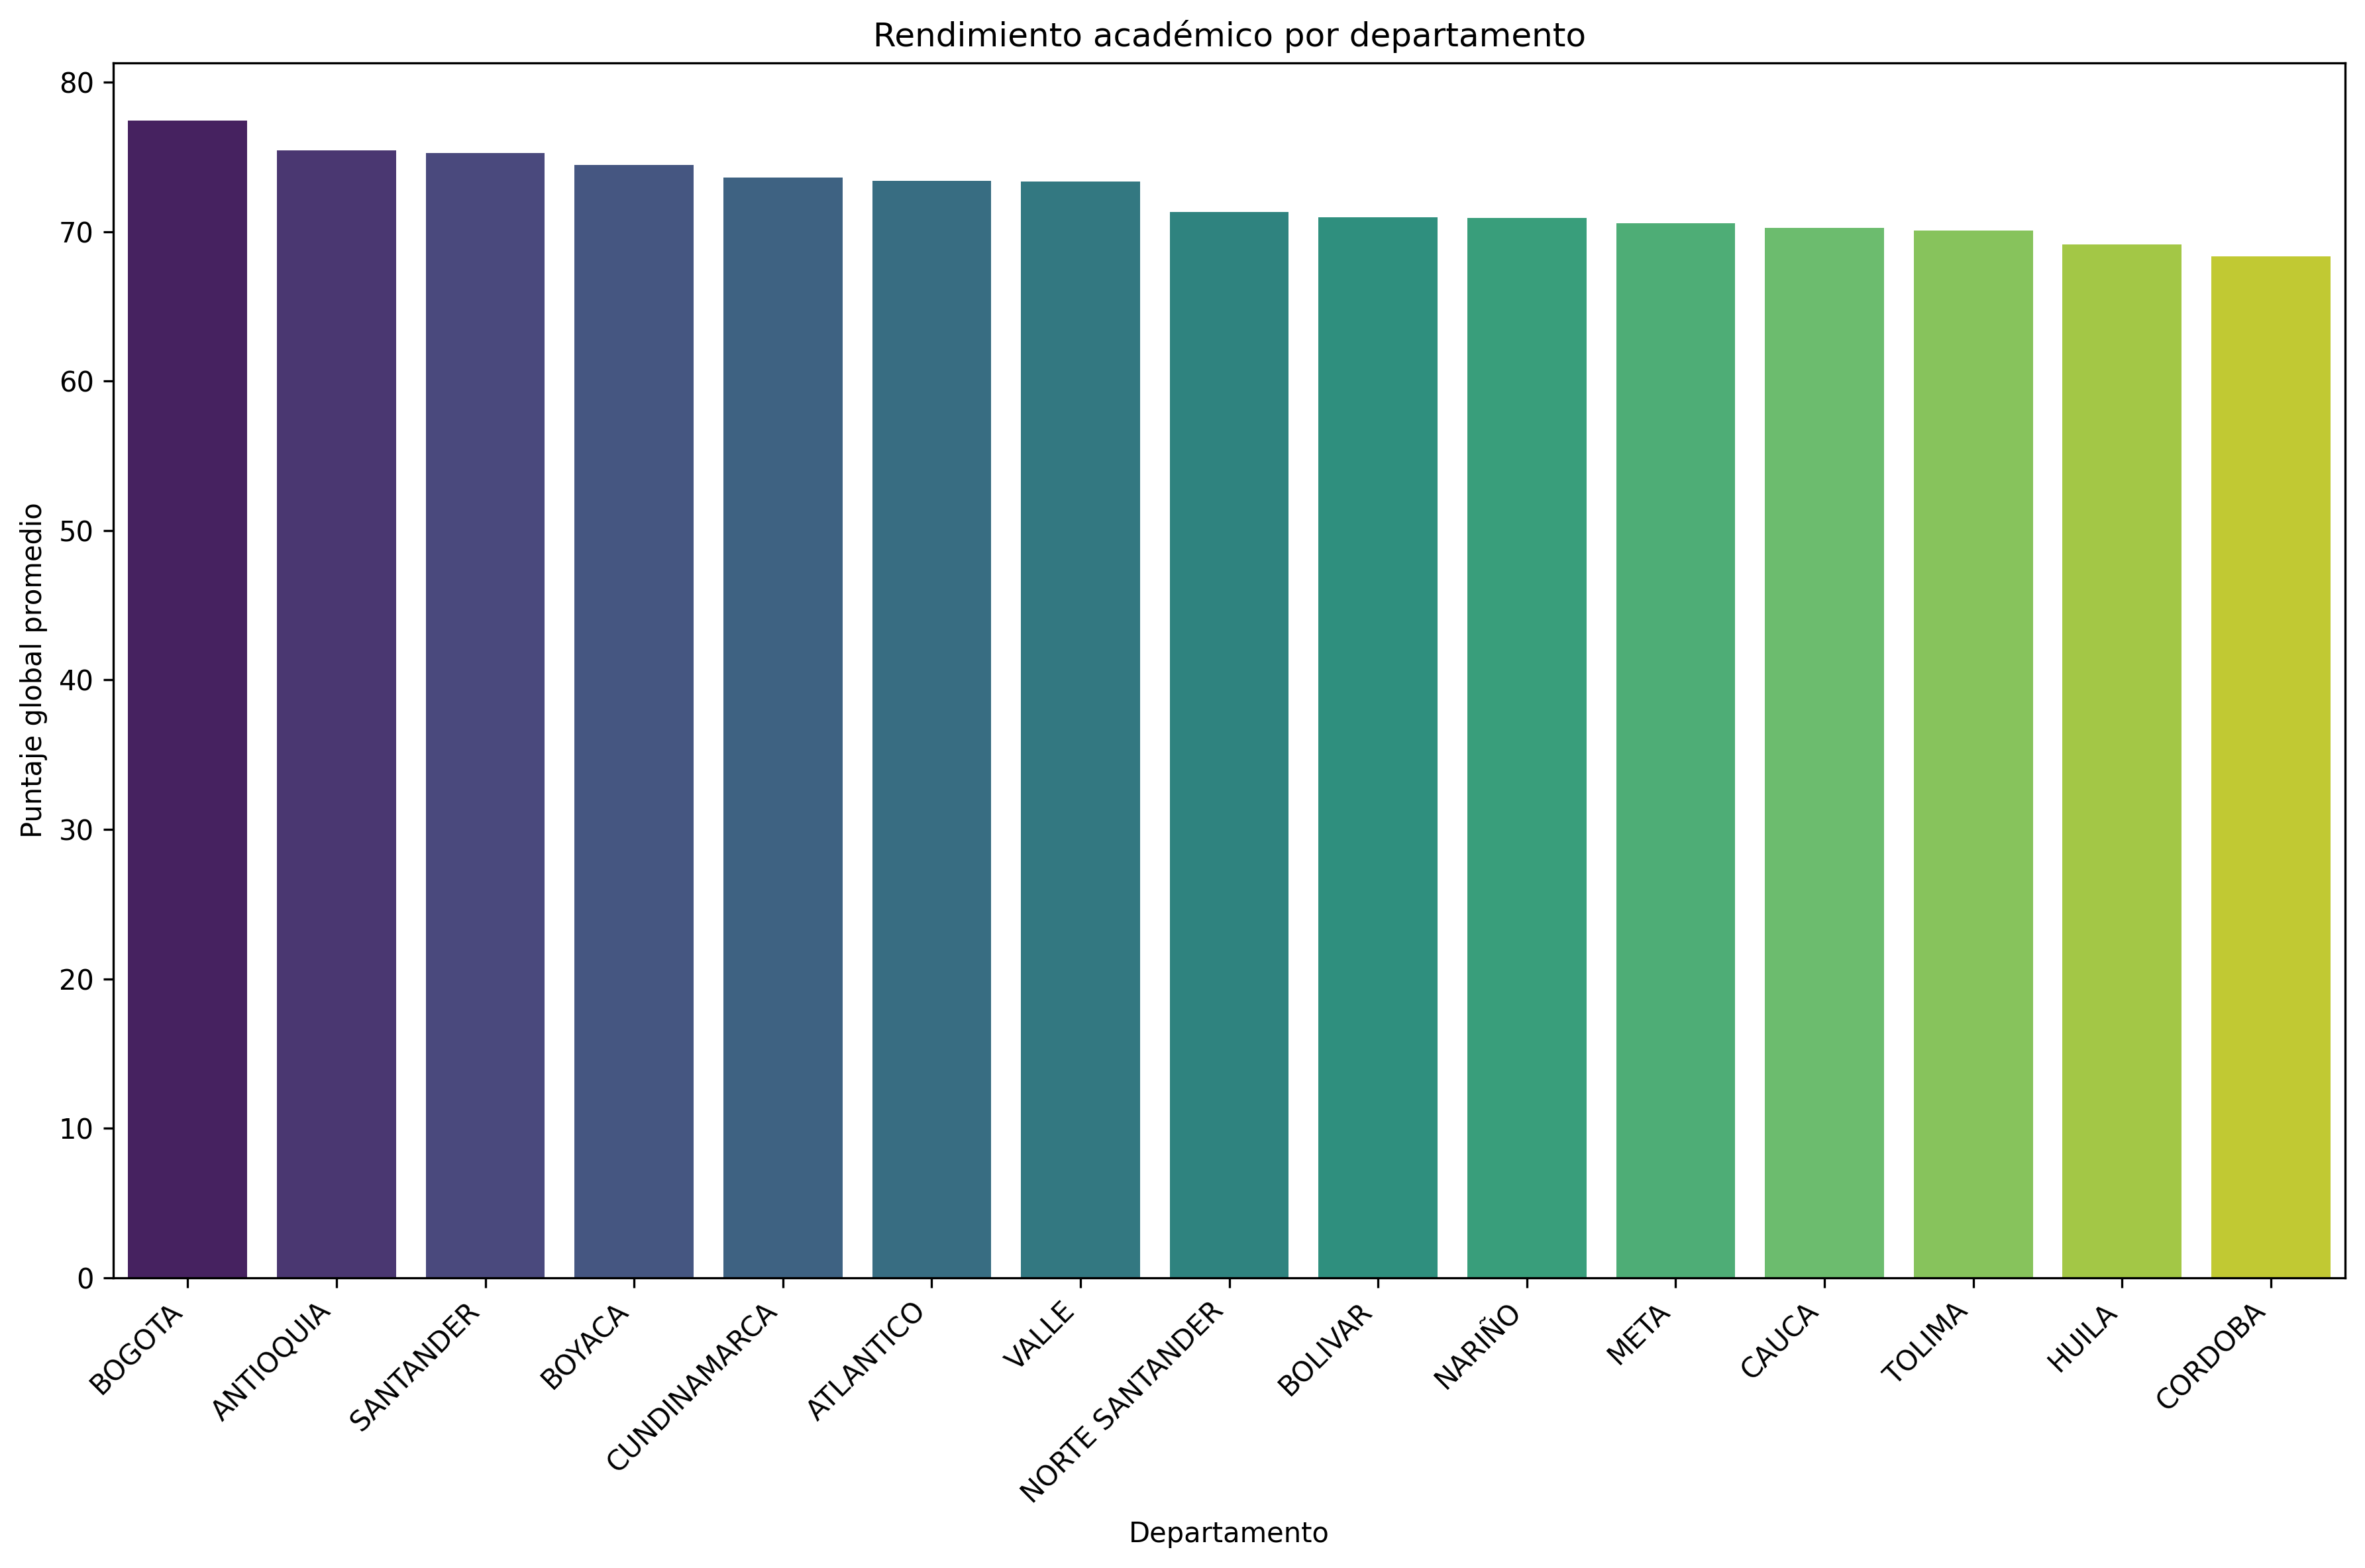 Rendimiento académico por departamento
Puntaje global promedio
80
70
60
50
40
30
20
10
0
BOGOTA
ANTIOQUIA
SANTANDER
BOYACA
CUNDINAMARCA
ATLANTICO
VALLE
NORTE SANTANDER
BOLIVAR
NARIÑO
META
CAUCA
TOLIMA
HUILA
CORDOBA
Departamento